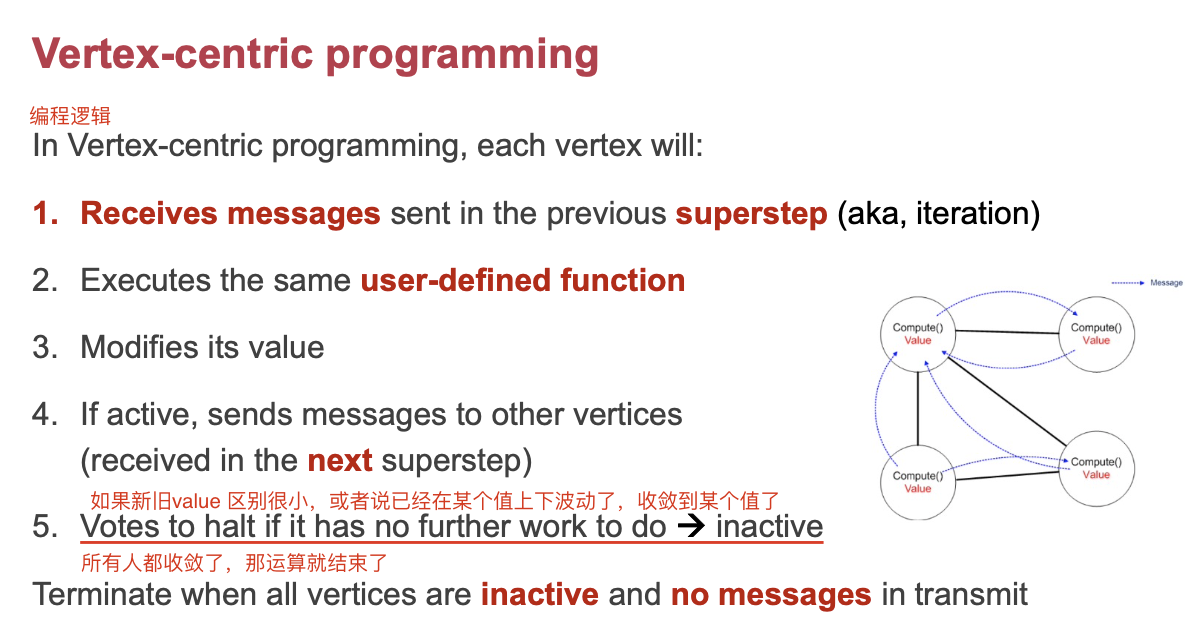 Vertex-centric programming
编程逻辑
In Vertex-centric programming, each vertex will:
1. Receives messages sent in the previous superstep (aka, iteration)
2. Executes the same user-defined function
3. Modifies its value
4. If active, sends messages to other vertices
(received in the next superstep)
如果新旧value 区别很小，或者说已经在某个值上下波动了，收敛到某个值了
5. Votes to halt if it has no further work to do ➔ inactive
所有人都收敛了，那运算就结束了
Terminate when all vertices are inactive and no messages in transmit
Message
Compute()
Value
Compute()
Value
Compute()
Value
Compute()
Value